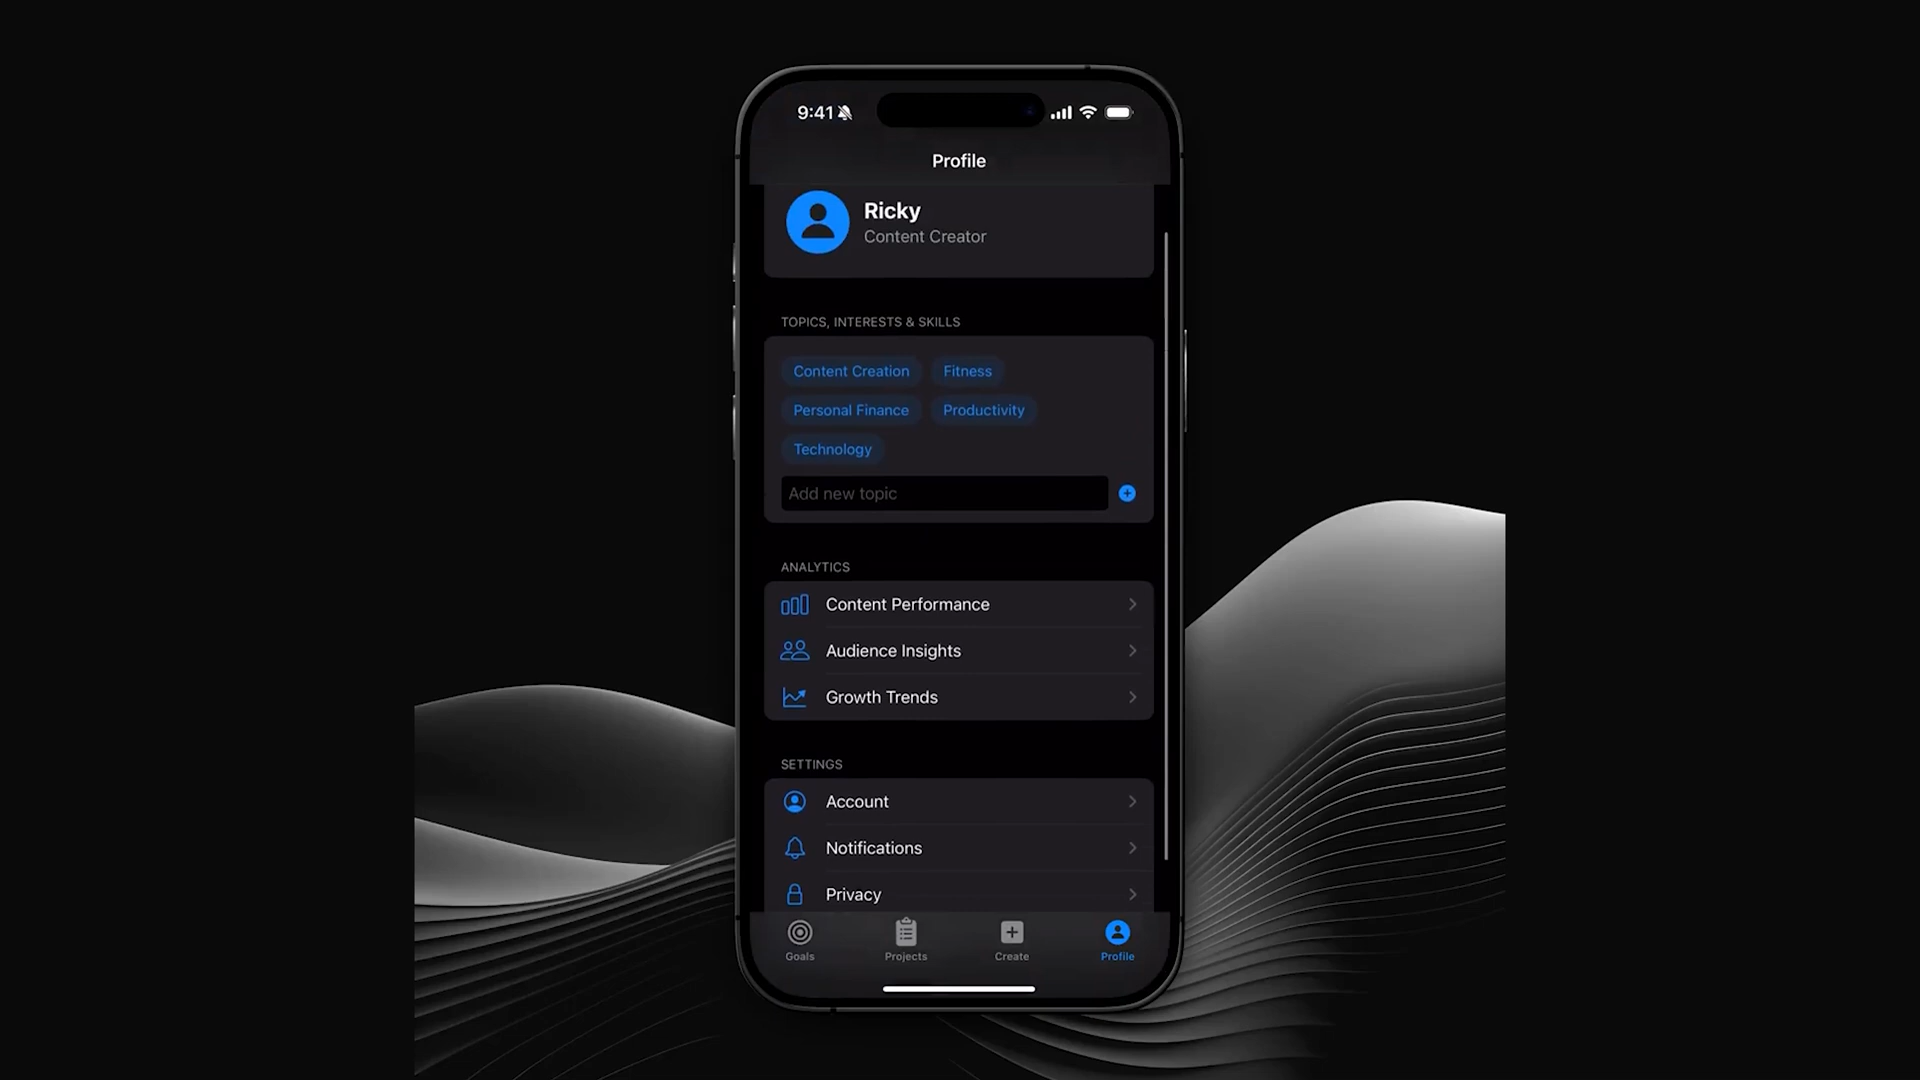 9:41
Profile
Ricky
Content Creator
TOPICS, INTERESTS & SKILLS
Content Creation Fitness
Personal Finance Productivity
Technology
Add new topic
ANALYTICS
Content Performance
Audience Insights
Growth Trends
SETTINGS
Account
Notifications
Privacy
Goals Projects Create Profile